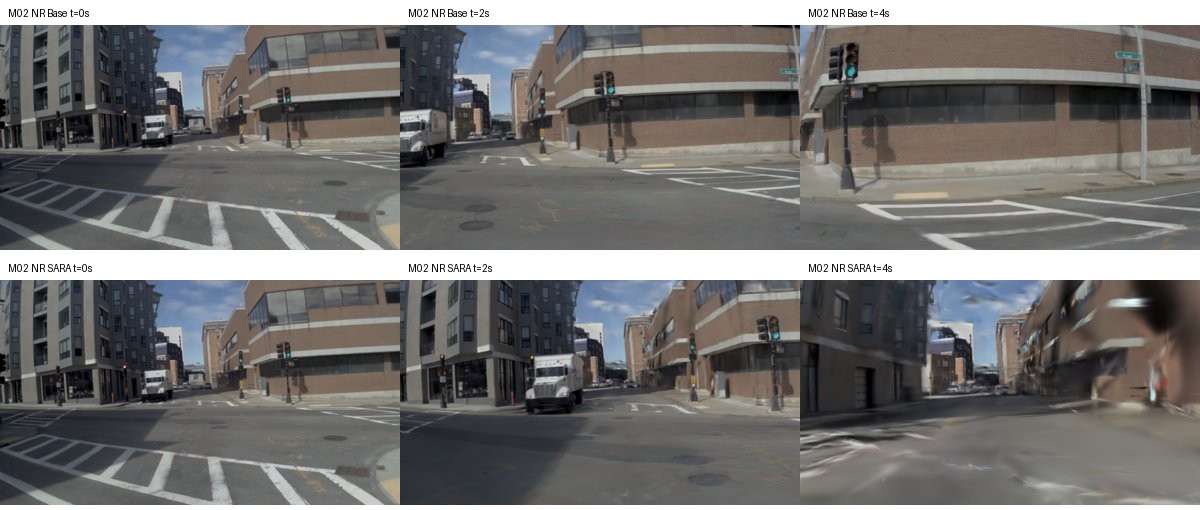 M02 NR Base t=0s
M02 NR Base t=2s
M02 NR Base t=4s
M02 NR SARA t=0s
M02 NR SARA t=2s
M02 NR SARA t=4s